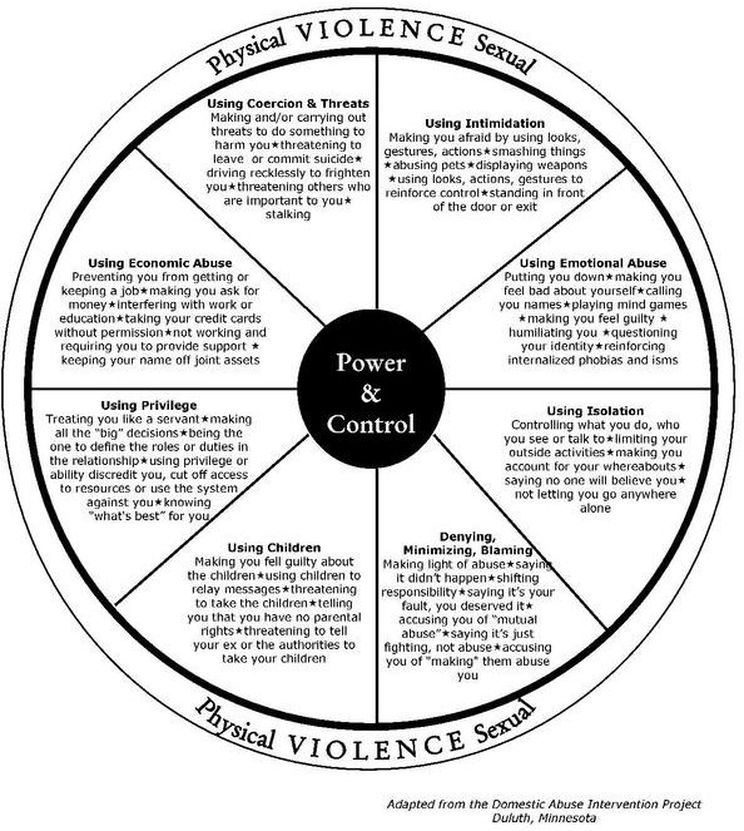 Physical VIOLENCE Sexual
Using Coercion & Threats
Making and/or carrying out
threats to do something to
harm you★threatening to
leave or commit suicide★
driving recklessly to frighten
you★threatening others who
are important to you★
stalking
Using Intimidation
Making you afraid by using looks,
gestures, actions★smashing things
★abusing pets★displaying weapons
★using looks, actions, gestures to
reinforce control★standing in front
of the door or exit
Using Economic Abuse
Preventing you from getting or
keeping a job★making you ask for
money★interfering with work or
education★taking your credit cards
without permission★not working and
requiring you to provide support ★
keeping your name off joint assets
Using Emotional Abuse
Putting you down★making you
feel bad about yourself★calling
you names★playing mind games
★making you feel guilty ★
humiliating you ★questioning
your identity★reinforcing
internalized phobias and isms
Power
&
Control
Using Privilege
Treating you like a servant★making
all the "big" decisions★being the
one to define the roles or duties in
the relationship★using privilege or
ability discredit you, cut off access
to resources or use the system
against you★knowing
"what's best" for you
Using Isolation
Controlling what you do, who
you see or talk to★limiting your
outside activities★making you
account for your whereabouts★
saying no one will believe you★
not letting you go anywhere
alone
Using Children
Making you fell guilty about
the children★using children to
relay messages★threatening
to take the children★telling
you that you have no parental
rights★threatening to tell
your ex or the authorities to
take your children
Denying,
Minimizing, Blaming
Making light of abuse★saying
it didn't happen★shifting
responsibility★saying it's your
fault, you deserved it★
accusing you of "mutual
abuse"★saying it's just
fighting, not abuse★accusing
you of "making" them abuse
you
Physical VIOLENCE Sexual
Adapted from the Domestic Abuse Intervention Project
Duluth, Minnesota